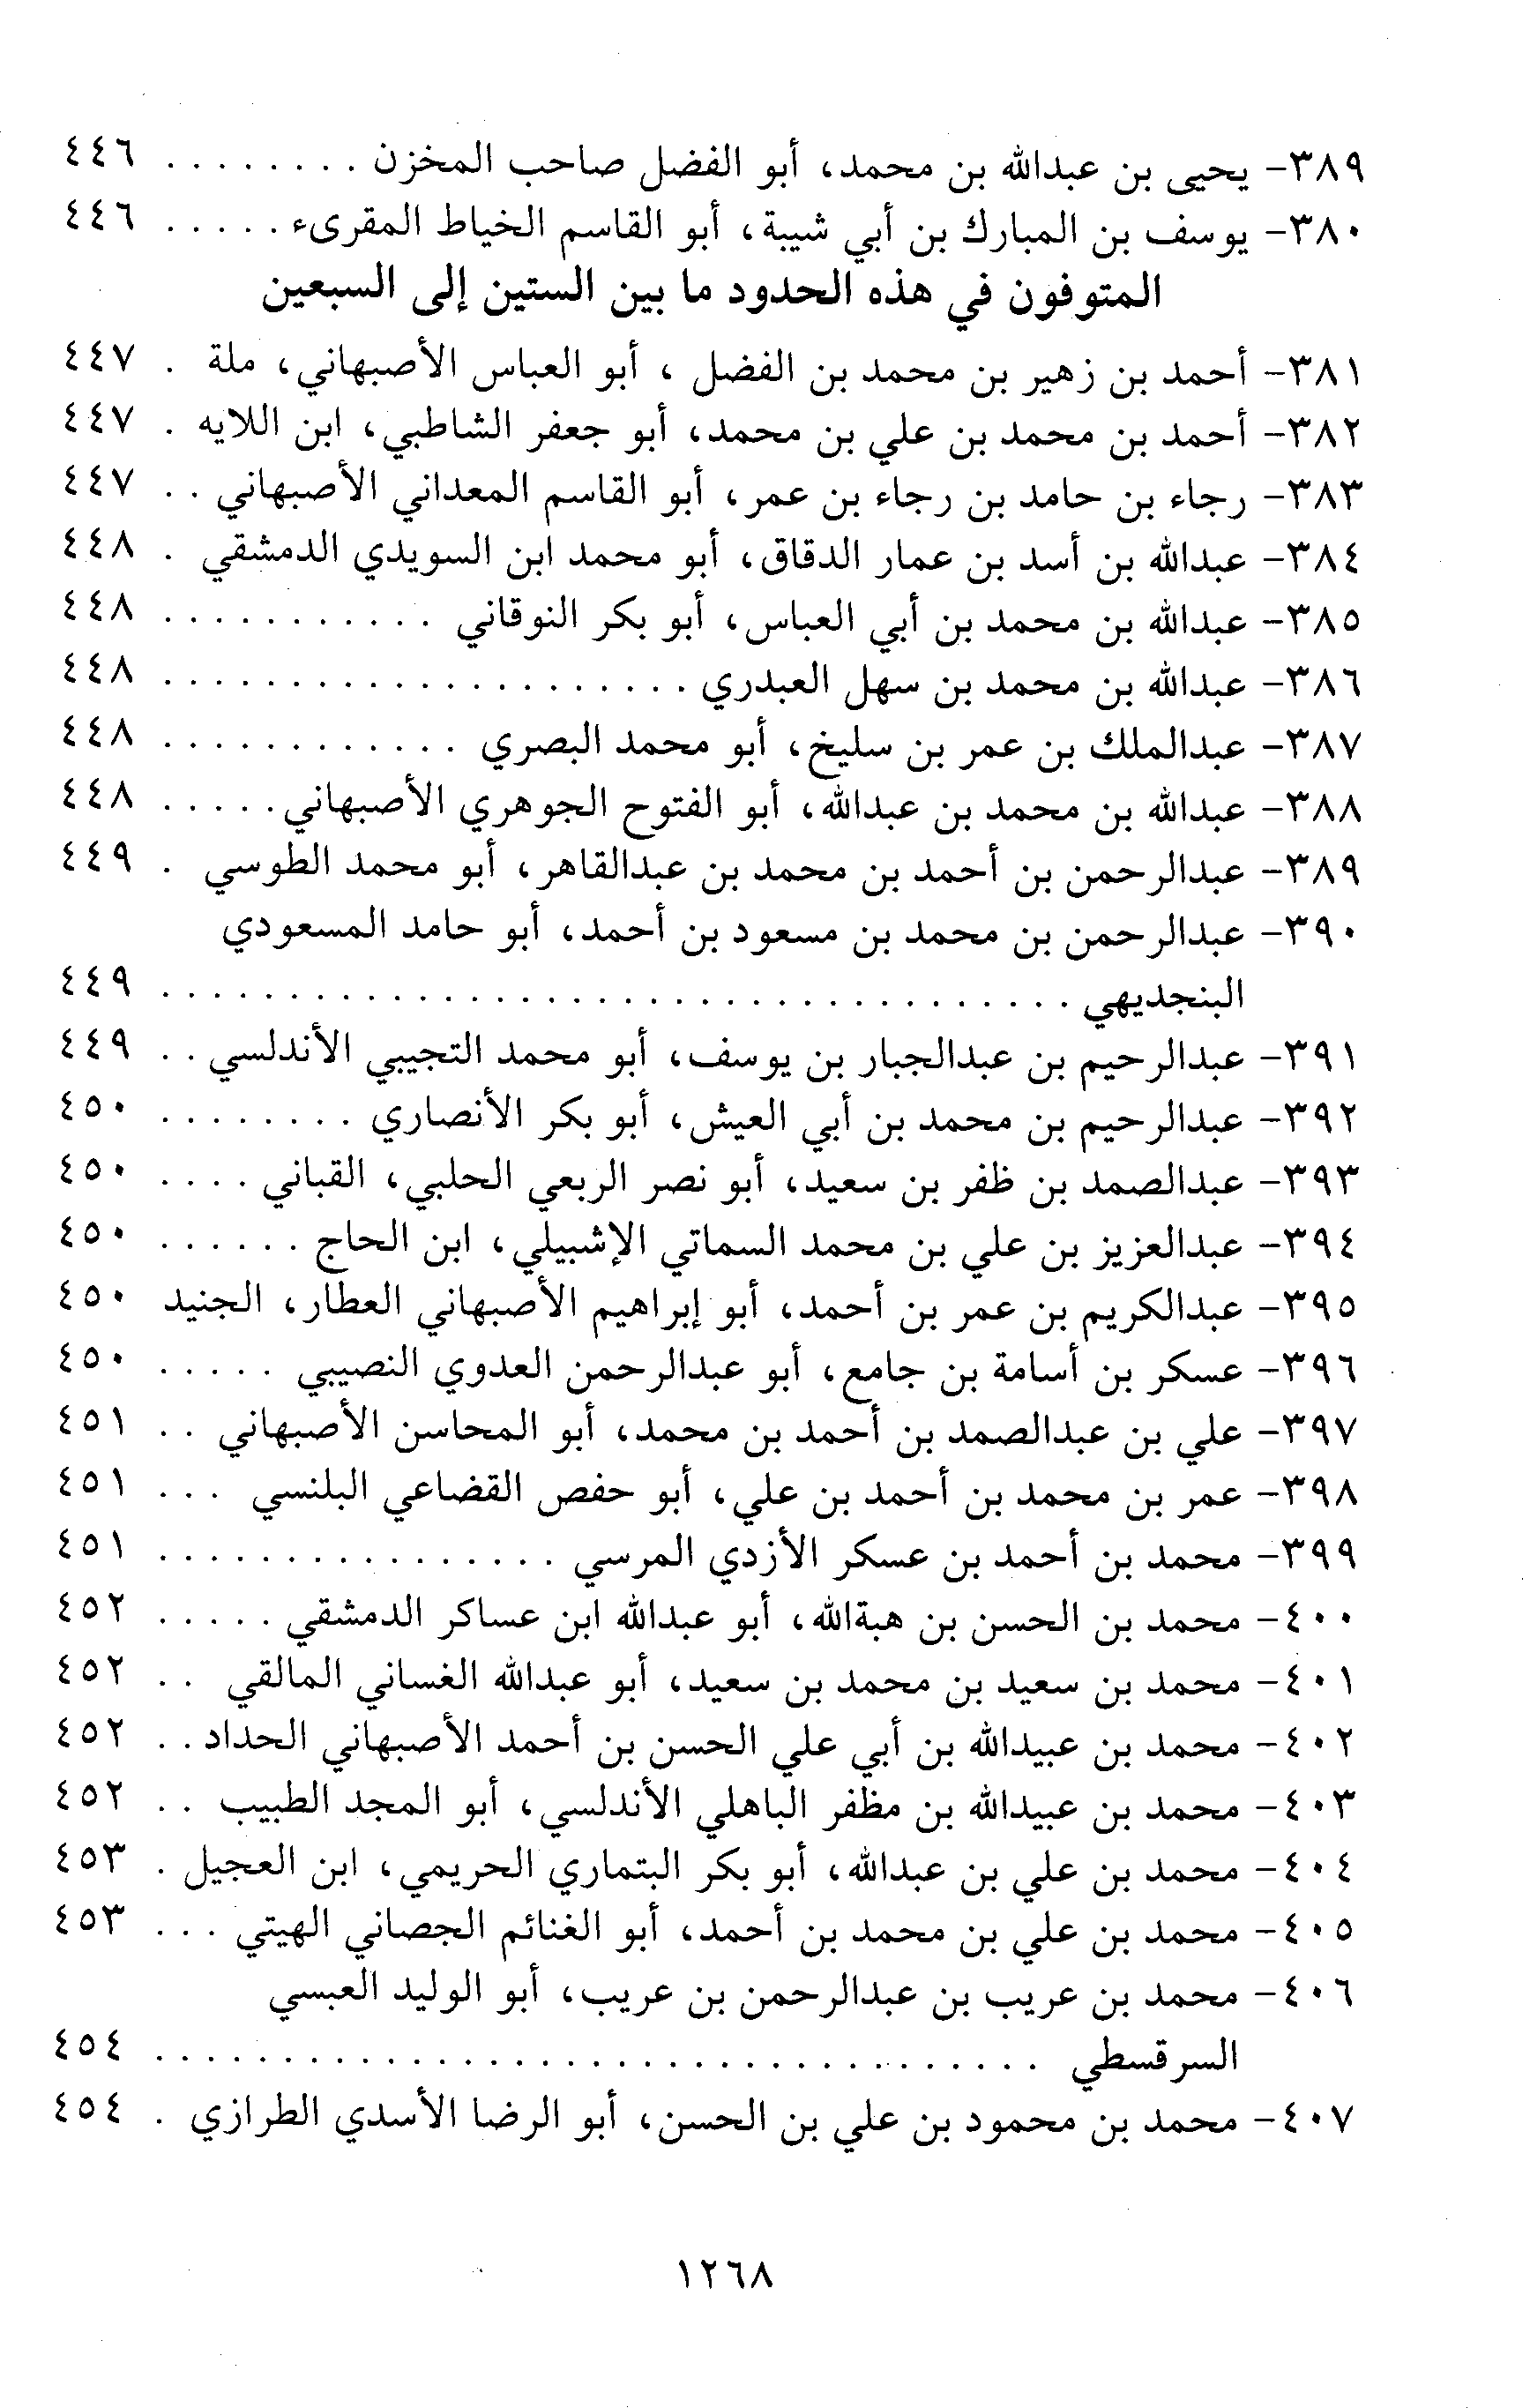 ٣٨٩- يحيى بن عبدالله بن محمد، أبو الفضل صاحب المخزن . . . . . . . . ٤٤٦
٣٨٠- يوسف بن المبارك بن أبي شيبة، أبو القاسم الخياط المقرىء . . . . . ٤٤٦
المتوفون في هذه الحدود ما بين الستين إلى السبعين
٣٨١- أحمد بن زهير بن محمد بن الفضل ، أبو العباس الأصبهاني، ملة . ٤٤٧
٣٨٢- أحمد بن محمد بن علي بن محمد، أبو جعفر الشاطبي، ابن اللايه . ٤٤٧
٣٨٣- رجاء بن حامد بن رجاء بن عمر، أبو القاسم المعداني الأصبهاني . . ٤٤٧
٣٨٤- عبدالله بن أسد بن عمار الدقاق، أبو محمد ابن السويدي الدمشقي . ٤٤٨
٣٨٥- عبدالله بن محمد بن أبي العباس، أبو بكر النوقاني . . . . . . . . . . . ٤٤٨
٣٨٦- عبدالله بن محمد بن سهل العبدري . . . . . . . . . . . . . . . . . . . . . ٤٤٨
٣٨٧- عبدالملك بن عمر بن سليخ، أبو محمد البصري . . . . . . . . . . . . ٤٤٨
٣٨٨- عبدالله بن محمد بن عبدالله، أبو الفتوح الجوهري الأصبهاني . . . . . ٤٤٨
٣٨٩- عبدالرحمن بن أحمد بن محمد بن عبدالقاهر، أبو محمد الطوسي . ٤٤٩
٣٩٠- عبدالرحمن بن محمد بن مسعود بن أحمد، أبو حامد المسعودي
البنجديهي . . . . . . . . . . . . . . . . . . . . . . . . . . . . . . . . . . . . ٤٤٩
٣٩١- عبدالرحيم بن عبدالجبار بن يوسف، أبو محمد التجيبي الأندلسي . . ٤٤٩
٣٩٢- عبدالرحيم بن محمد بن أبي العيش، أبو بكر الأنصاري . . . . . . . . ٤٥٠
٣٩٣- عبدالصمد بن ظفر بن سعيد، أبو نصر الربعي الحلبي، القباني . . . . ٤٥٠
٣٩٤- عبدالعزيز بن علي بن محمد السماتي الإشبيلي، ابن الحاج . . . . . . ٤٥٠
٣٩٥- عبدالكريم بن عمر بن أحمد، أبو إبراهيم الأصبهاني العطار، الجنيد ٤٥٠
٣٩٦- عسكر بن أسامة بن جامع، أبو عبدالرحمن العدوي النصيبي . . . . . ٤٥٠
٣٩٧- علي بن عبدالصمد بن أحمد بن محمد، أبو المحاسن الأصبهاني . . ٤٥١
٣٩٨- عمر بن محمد بن أحمد بن علي، أبو حفص القضاعي البلنسي . . . ٤٥١
٣٩٩- محمد بن أحمد بن عسكر الأزدي المرسي . . . . . . . . . . . . . . . . ٤٥١
٤٠٠- محمد بن الحسن بن هبةالله، أبو عبدالله ابن عساكر الدمشقي . . . . . ٤٥٢
٤٠١- محمد بن سعيد بن محمد بن سعيد، أبو عبدالله الغساني المالقي . . ٤٥٢
٤٠٢- محمد بن عبيدالله بن أبي علي الحسن بن أحمد الأصبهاني الحداد . . ٤٥٢
٤٠٣- محمد بن عبيدالله بن مظفر الباهلي الأندلسي، أبو المجد الطبيب . . ٤٥٢
٤٠٤- محمد بن علي بن عبدالله، أبو بكر البتماري الحريمي، ابن العجيل . ٤٥٣
٤٠٥- محمد بن علي بن محمد بن أحمد، أبو الغنائم الجصاني الهيتي . . . ٤٥٣
٤٠٦- محمد بن عريب بن عبدالرحمن بن عريب، أبو الوليد العبسي
السرقسطي . . . . . . . . . . . . . . . . . . . . . . . . . . . . . . . . . . . ٤٥٤
٤٠٧- محمد بن محمود بن علي بن الحسن، أبو الرضا الأسدي الطرازي . ٤٥٤
١٢٦٨